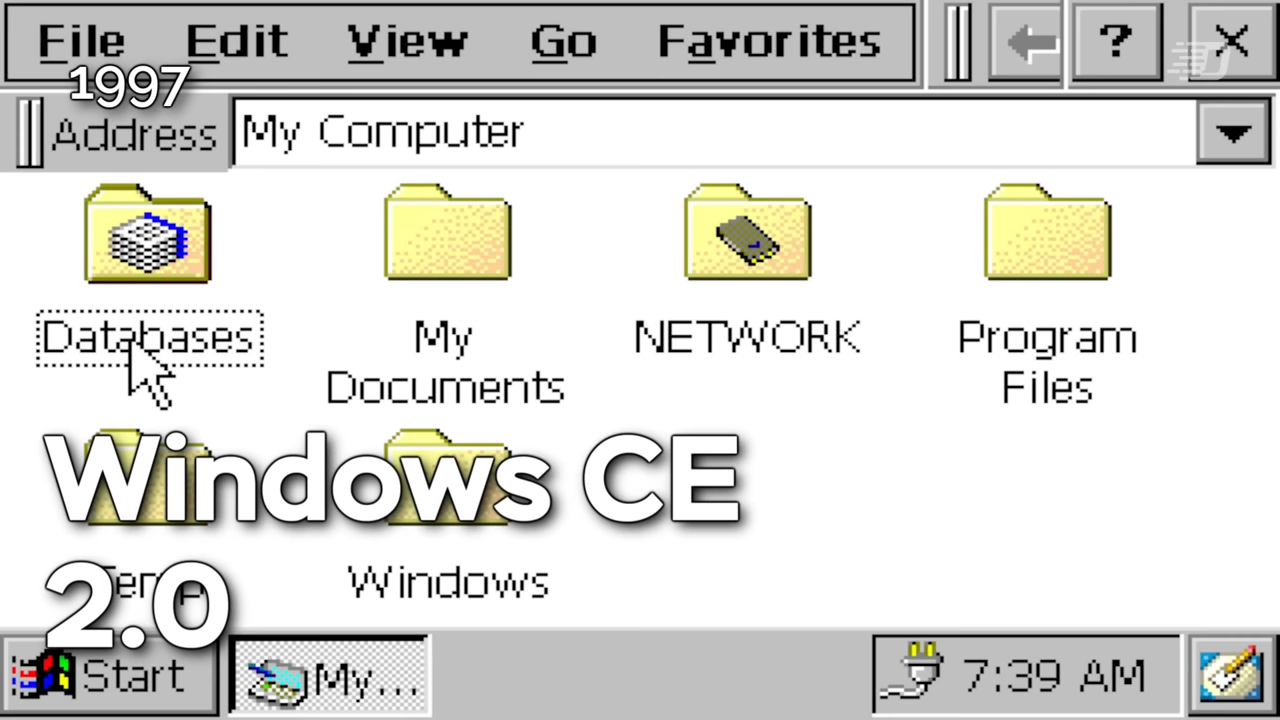 File Edit View Go Favorites ?
1997
Address My Computer
Databases
My
Documents
NETWORK
Program
Files
Windows CE
2.0
Temp
Windows
Start
My...
7:39 AM